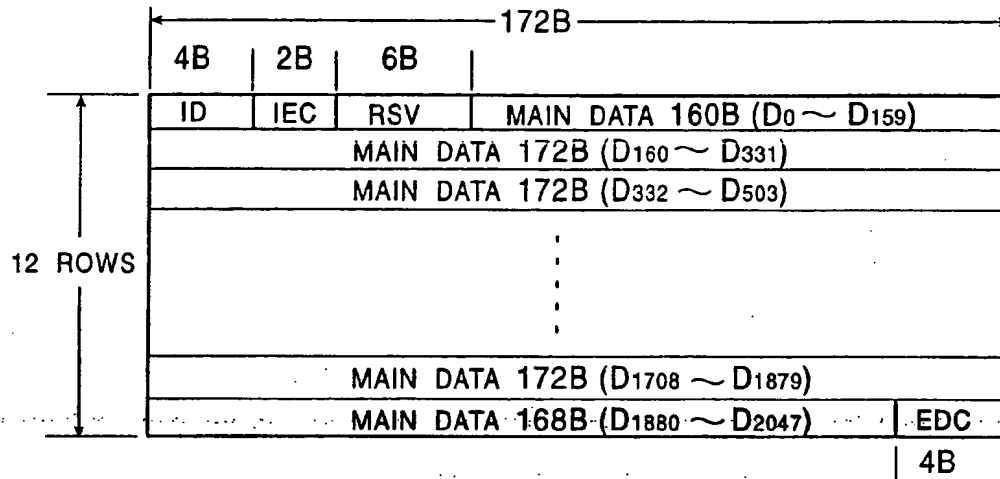 172B
4B 2B 6B
ID IEC RSV MAIN DATA 160B (D0 ~ D159)
MAIN DATA 172B (D160 ~ D331)
MAIN DATA 172B (D332 ~ D503)
12 ROWS
MAIN DATA 172B (D1708 ~ D1879)
MAIN DATA 168B (D1880 ~ D2047) EDC
4B